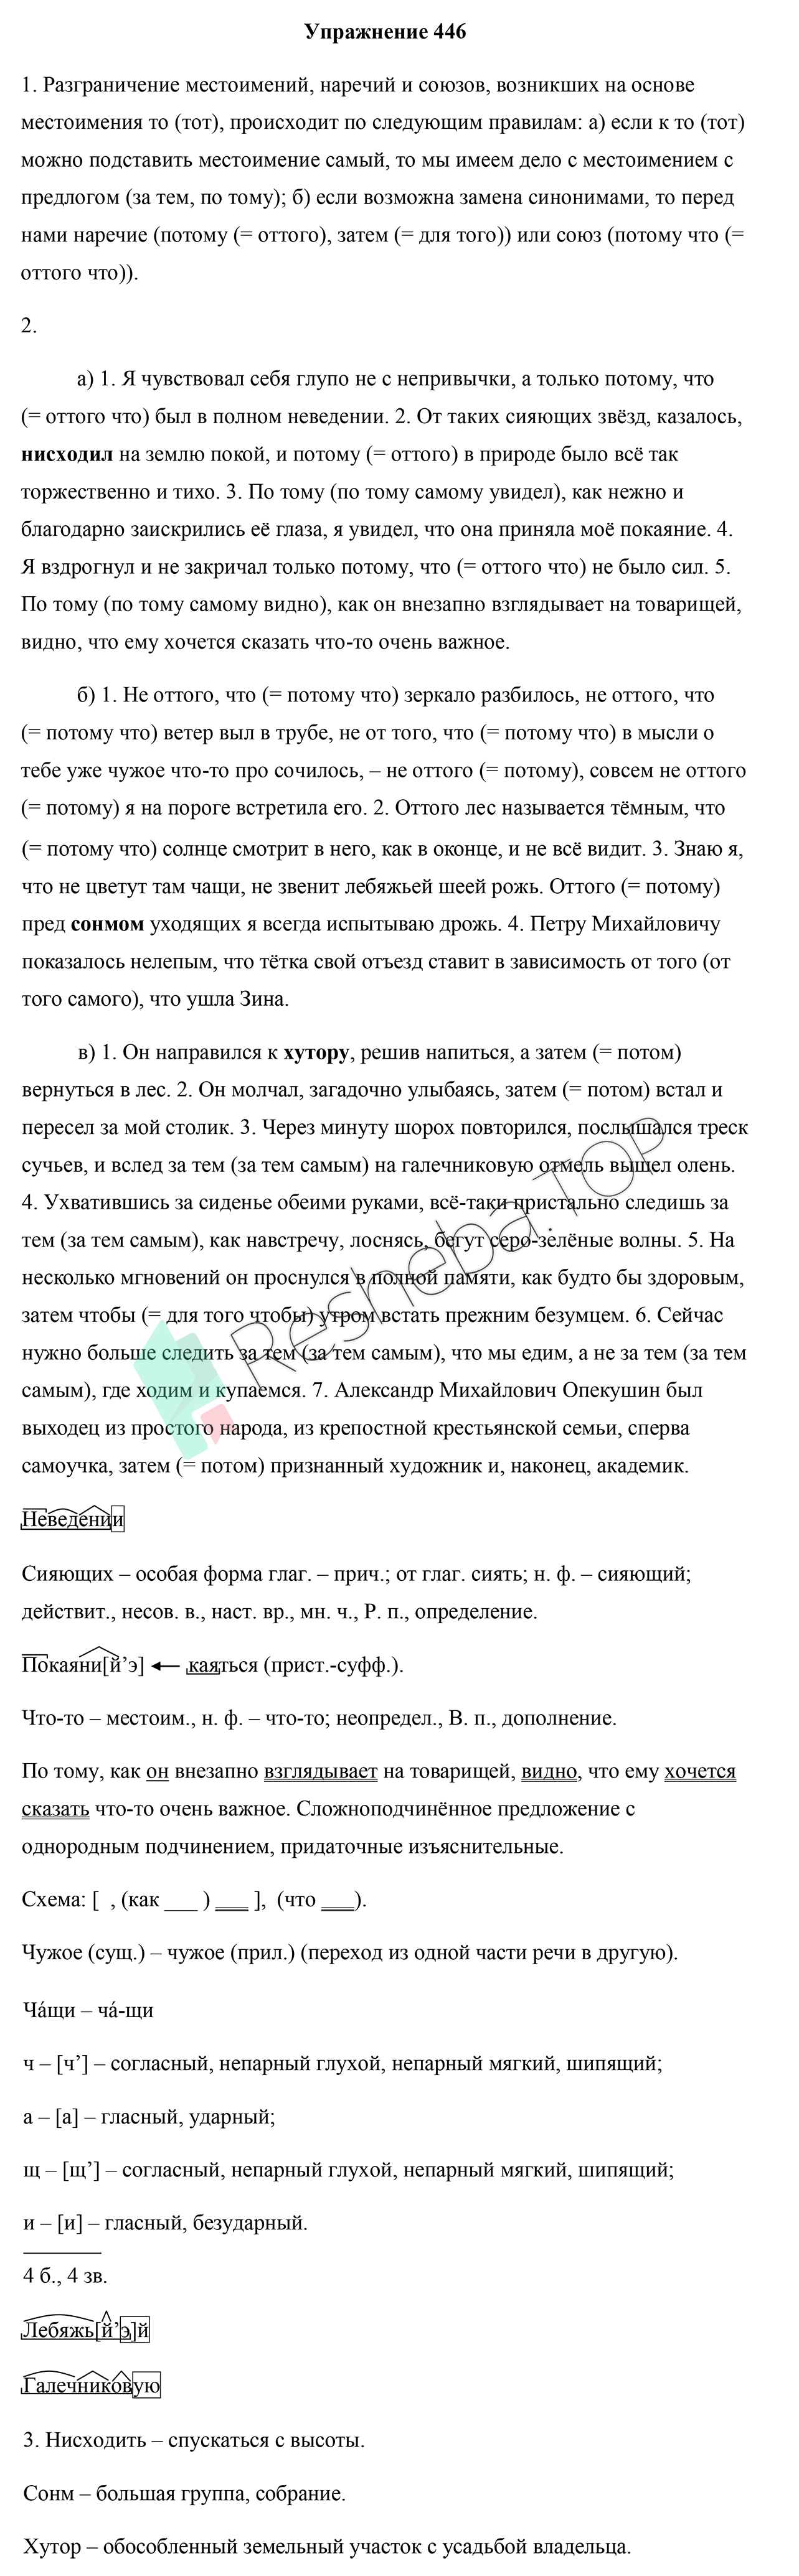 Упражнение 446
1. Разграничение местоимений, наречий и союзов, возникших на основе
местоимения то (тот), происходит по следующим правилам: а) если к то (тот)
можно подставить местоимение самый, то мы имеем дело с местоимением с
предлогом (за тем, по тому); б) если возможна замена синонимами, то перед
нами наречие (потому (= оттого), затем (= для того)) или союз (потому что (=
оттого что)).
2.
а) 1. Я чувствовал себя глупо не с непривычки, а только потому, что
(= оттого что) был в полном неведении. 2. От таких сияющих звёзд, казалось,
нисходил на землю покой, и потому (= оттого) в природе было всё так
торжественно и тихо. 3. По тому (по тому самому увидел), как нежно и
благодарно заискрились её глаза, я увидел, что она приняла моё покаяние. 4.
Я вздрогнул и не закричал только потому, что (= оттого что) не было сил. 5.
По тому (по тому самому видно), как он внезапно взглядывает на товарищей,
видно, что ему хочется сказать что-то очень важное.
б) 1. Не оттого, что (= потому что) зеркало разбилось, не оттого, что
(= потому что) ветер выл в трубе, не от того, что (= потому что) в мысли о
тебе уже чужое что-то про сочилось, – не оттого (= потому), совсем не оттого
(= потому) я на пороге встретила его. 2. Оттого лес называется тёмным, что
(= потому что) солнце смотрит в него, как в оконце, и не всё видит. 3. Знаю я,
что не цветут там чащи, не звенит лебяжьей шеей рожь. Оттого (= потому)
пред сонмом уходящих я всегда испытываю дрожь. 4. Петру Михайловичу
показалось нелепым, что тётка свой отъезд ставит в зависимость от того (от
того самого), что ушла Зина.
в) 1. Он направился к хутору, решив напиться, а затем (= потом)
вернуться в лес. 2. Он молчал, загадочно улыбаясь, затем (= потом) встал и
пересел за мой столик. 3. Через минуту шорох повторился, послышался треск
сучьев, и вслед за тем (за тем самым) на галечниковую отмель вышел олень.
4. Ухватившись за сиденье обеими руками, всё-таки пристально следишь за
тем (за тем самым), как навстречу, лоснясь, бегут серо-зелёные волны. 5. На
несколько мгновений он проснулся в полной памяти, как будто бы здоровым,
затем чтобы (= для того чтобы) утром встать прежним безумцем. 6. Сейчас
нужно больше следить за тем (за тем самым), что мы едим, а не за тем (за тем
самым), где ходим и купаемся. 7. Александр Михайлович Опекушин был
выходец из простого народа, из крепостной крестьянской семьи, сперва
самоучка, затем (= потом) признанный художник и, наконец, академик.
Resheba.TOP
Неведении
Сияющих – особая форма глаг. – прич.; от глаг. сиять; н. ф. – сияющий;
действит., несов. в., наст. вр., мн. ч., Р. п., определение.
Покаяни[й’э] ← каяться (прист.-суфф.).
Что-то – местоим., н. ф. – что-то; неопредел., В. п., дополнение.
По тому, как он внезапно взглядывает на товарищей, видно, что ему хочется
сказать что-то очень важное. Сложноподчинённое предложение с
однородным подчинением, придаточные изъяснительные.
Схема: [ , (как ___ ) ___ ], (что ___).
Чужое (сущ.) – чужое (прил.) (переход из одной части речи в другую).
Ча́щи – ча́-щи
ч – [ч’] – согласный, непарный глухой, непарный мягкий, шипящий;
а – [а] – гласный, ударный;
щ – [щ’] – согласный, непарный глухой, непарный мягкий, шипящий;
и – [и] – гласный, безударный.
4 б., 4 зв.
Лебяжь[й’э]й
Галечниковую
3. Нисходить – спускаться с высоты.
Сонм – большая группа, собрание.
Хутор – обособленный земельный участок с усадьбой владельца.